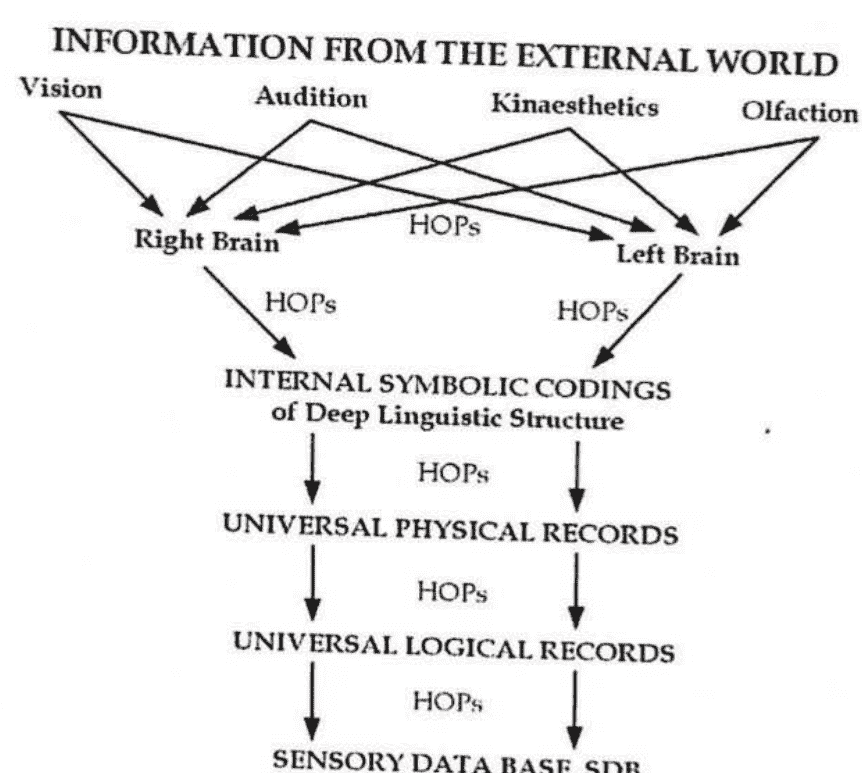 INFORMATION FROM THE EXTERNAL WORLD
Vision Audition Kinaesthetics Olfaction
HOPs
Right Brain Left Brain
HOPs HOPs
INTERNAL SYMBOLIC CODINGS
of Deep Linguistic Structure
HOPs
UNIVERSAL PHYSICAL RECORDS
HOPs
UNIVERSAL LOGICAL RECORDS
HOPs
SENSORY DATA BASE, SDB